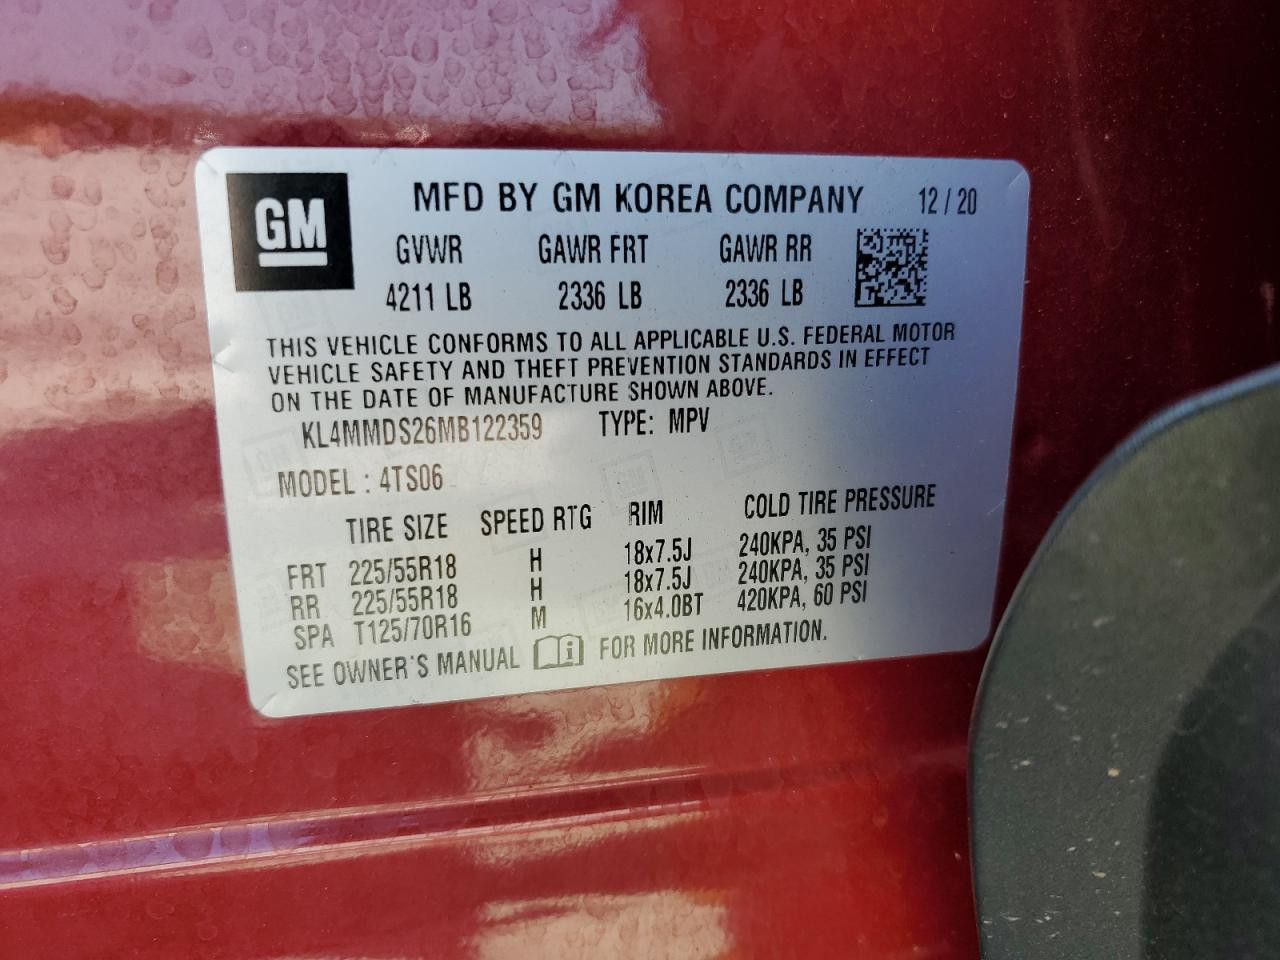 GM
MFD BY GM KOREA COMPANY 12 / 20
GVWR GAWR FRT GAWR RR
4211 LB 2336 LB 2336 LB
THIS VEHICLE CONFORMS TO ALL APPLICABLE U.S. FEDERAL MOTOR
VEHICLE SAFETY AND THEFT PREVENTION STANDARDS IN EFFECT
ON THE DATE OF MANUFACTURE SHOWN ABOVE.
KL4MMDS26MB122359 TYPE: MPV
MODEL : 4TS06
TIRE SIZE SPEED RTG RIM COLD TIRE PRESSURE
FRT 225/55R18 H 18x7.5J 240KPA, 35 PSI
RR 225/55R18 H 18x7.5J 240KPA, 35 PSI
SPA T125/70R16 M 16x4.0BT 420KPA, 60 PSI
SEE OWNER'S MANUAL i FOR MORE INFORMATION.